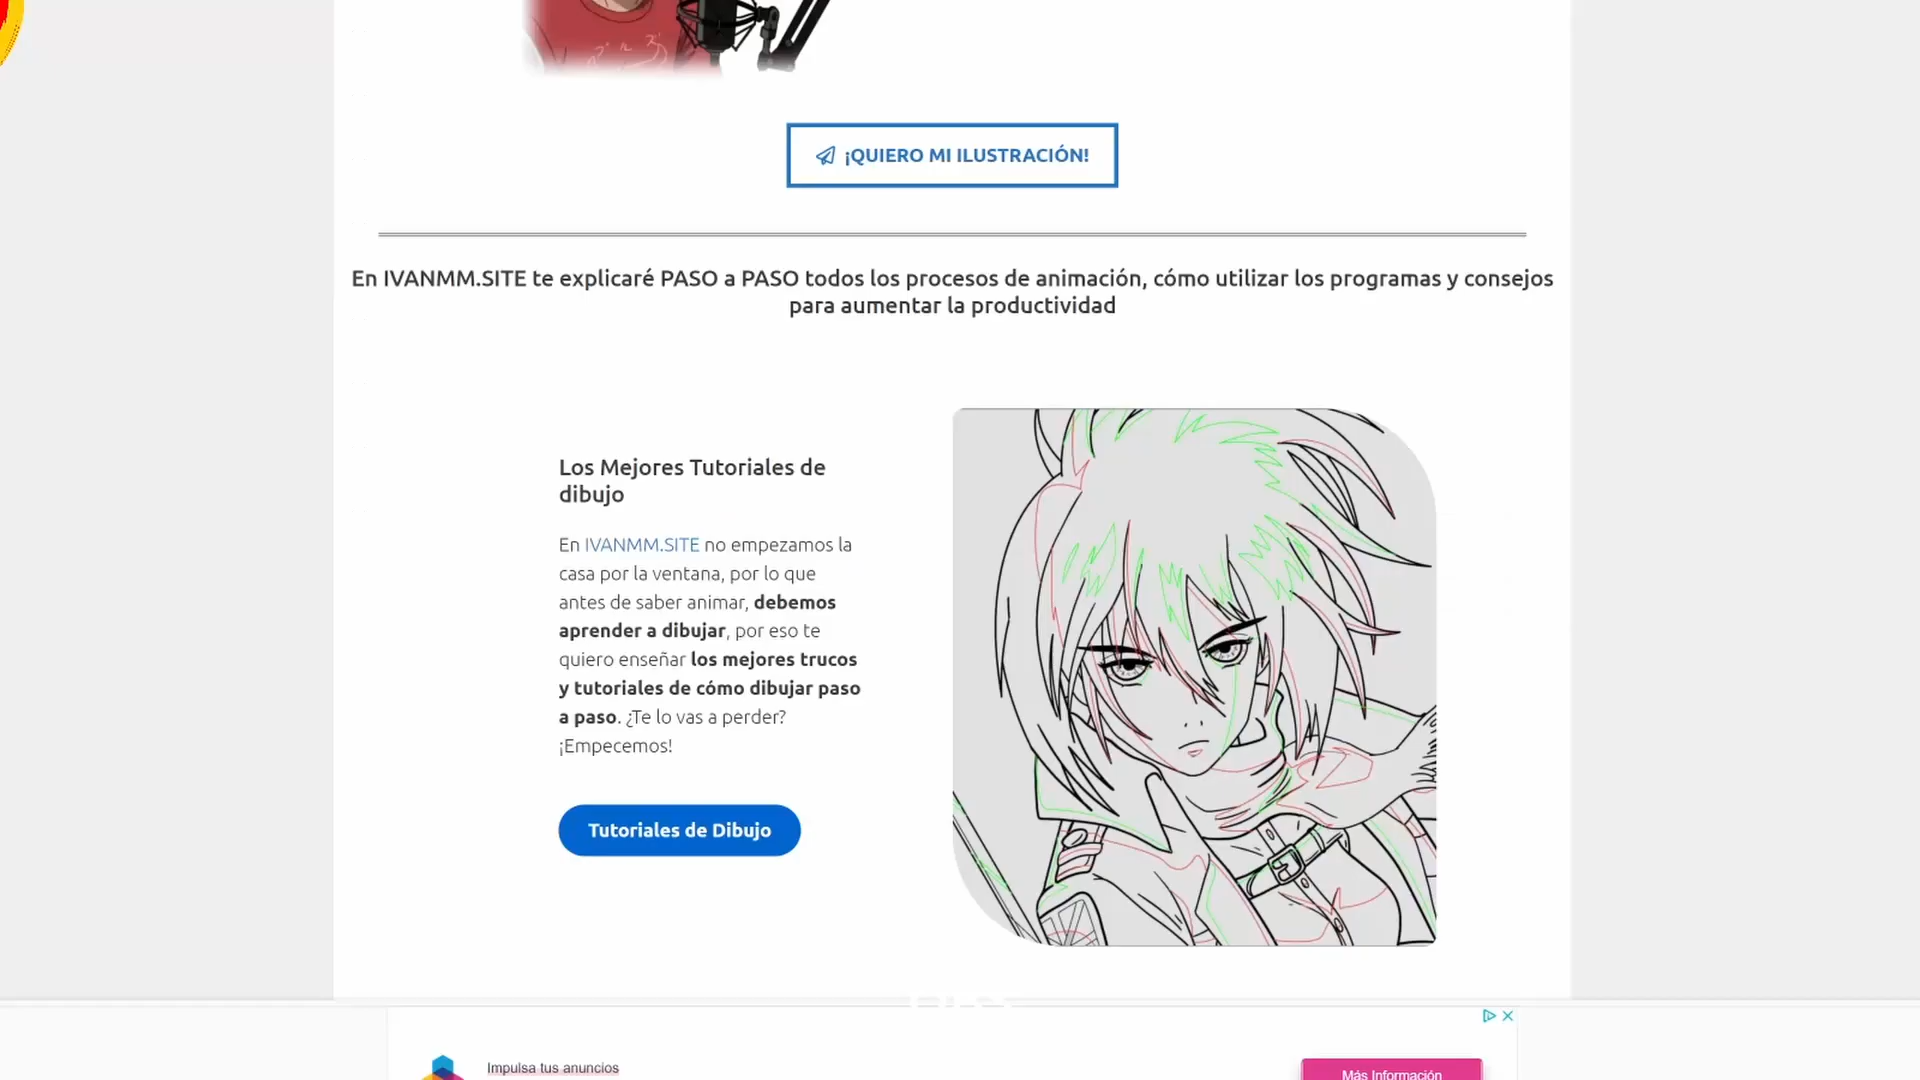 ¡QUIERO MI ILUSTRACIÓN!
En IVANMM.SITE te explicaré PASO a PASO todos los procesos de animación, cómo utilizar los programas y consejos
para aumentar la productividad
Los Mejores Tutoriales de
dibujo
En IVANMM.SITE no empezamos la
casa por la ventana, por lo que
antes de saber animar, debemos
aprender a dibujar, por eso te
quiero enseñar los mejores trucos
y tutoriales de cómo dibujar paso
a paso. ¿Te lo vas a perder?
¡Empecemos!
Tutoriales de Dibujo
Impulsa tus anuncios
Más Información